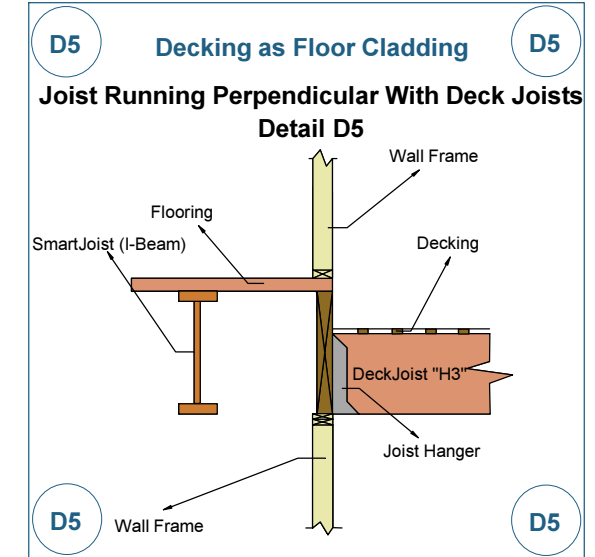 D5
Decking as Floor Cladding
D5
Joist Running Perpendicular With Deck Joists
Detail D5
Wall Frame
Flooring
SmartJoist (I-Beam)
Decking
DeckJoist "H3"
Joist Hanger
D5
Wall Frame
D5